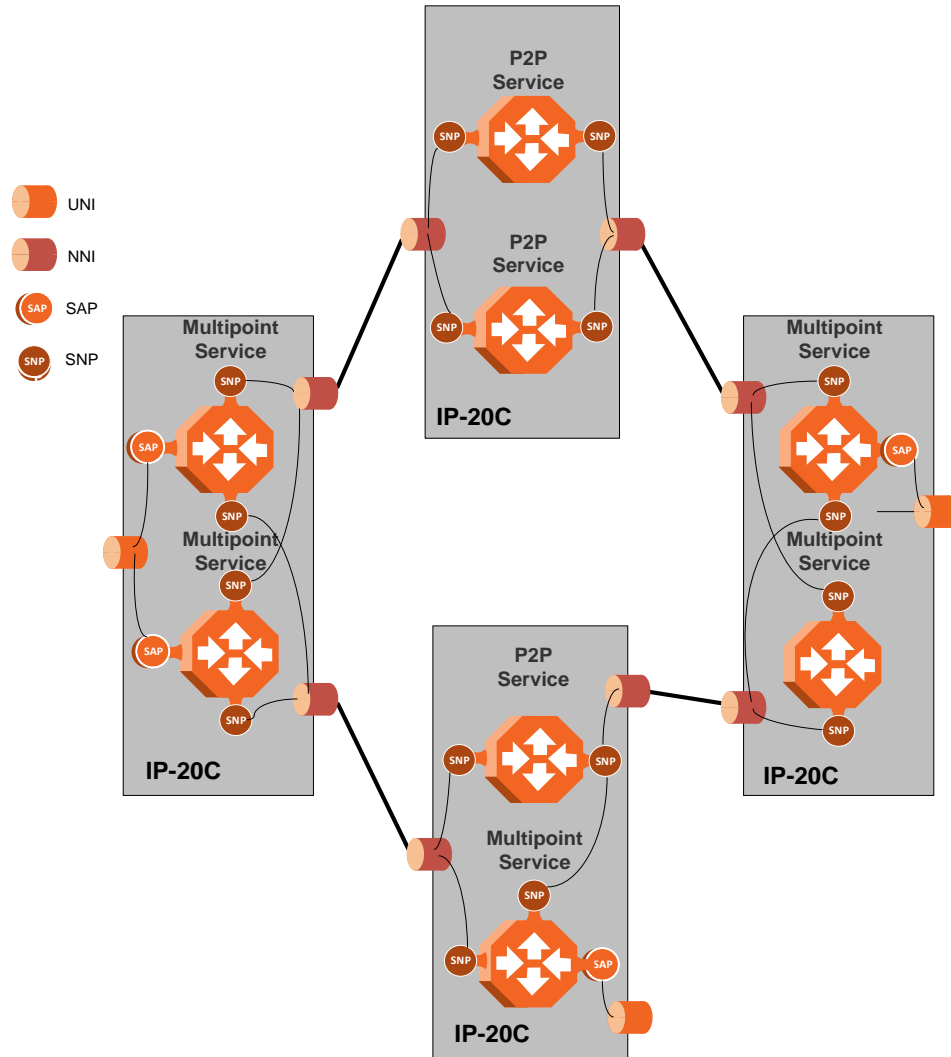 P2P
Service
SNP
SNP
P2P
Service
SNP
SNP
IP-20C
UNI
NNI
SAP
SAP
SNP
SNP
Multipoint
Service
SNP
SAP
SNP
Multipoint
Service
SNP
SAP
SNP
IP-20C
Multipoint
Service
SNP
SAP
SNP
Multipoint
Service
SNP
SNP
IP-20C
P2P
Service
SNP
SNP
Multipoint
Service
SNP
SNP
SAP
IP-20C